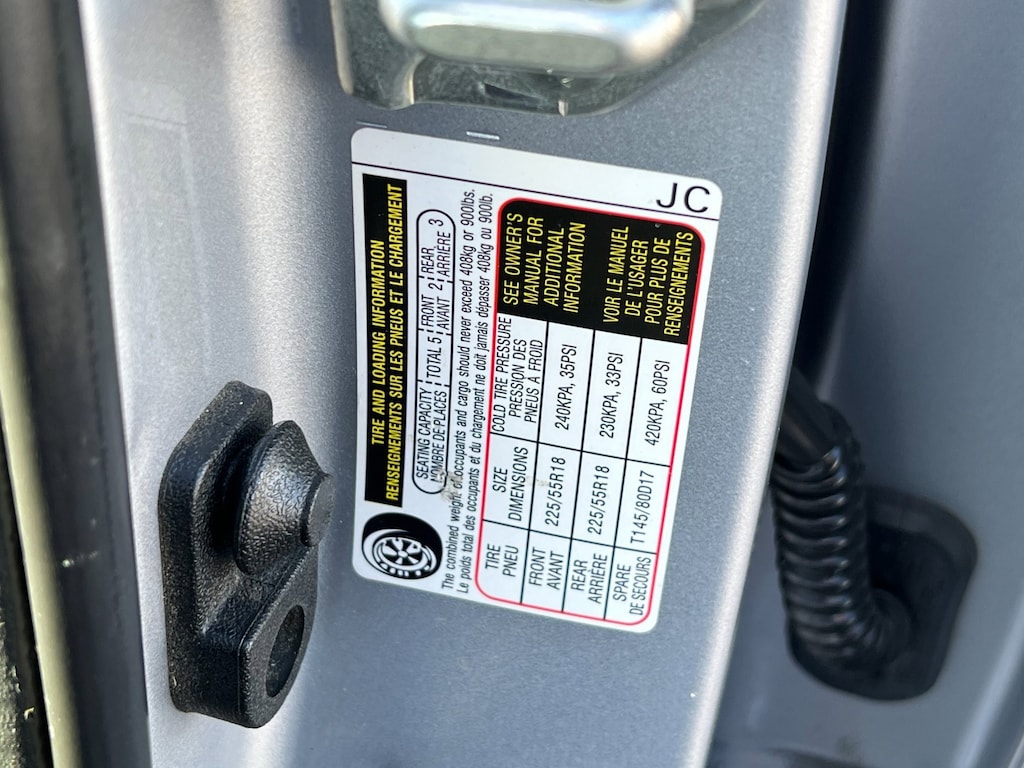 JC
TIRE AND LOADING INFORMATION
RENSEIGNEMENTS SUR LES PNEUS ET LE CHARGEMENT
SEATING CAPACITY TOTAL 5 FRONT 2 REAR 3
NOMBRE DE PLACES AVANT ARRIÈRE
The combined weight of occupants and cargo should never exceed 408kg or 900lbs.
Le poids total des occupants et du chargement ne doit jamais dépasser 408kg ou 900lb.
TIRE SIZE COLD TIRE PRESSURE
PNEU DIMENSIONS PRESSION DES
PNEUS A FROID
FRONT 225/55R18 240KPA, 35PSI
AVANT
REAR 225/55R18 230KPA, 33PSI
ARRIÈRE
SPARE T145/80D17 420KPA, 60PSI
DE SECOURS
SEE OWNER'S
MANUAL FOR
ADDITIONAL
INFORMATION
VOIR LE MANUEL
DE L'USAGER
POUR PLUS DE
RENSEIGNEMENTS